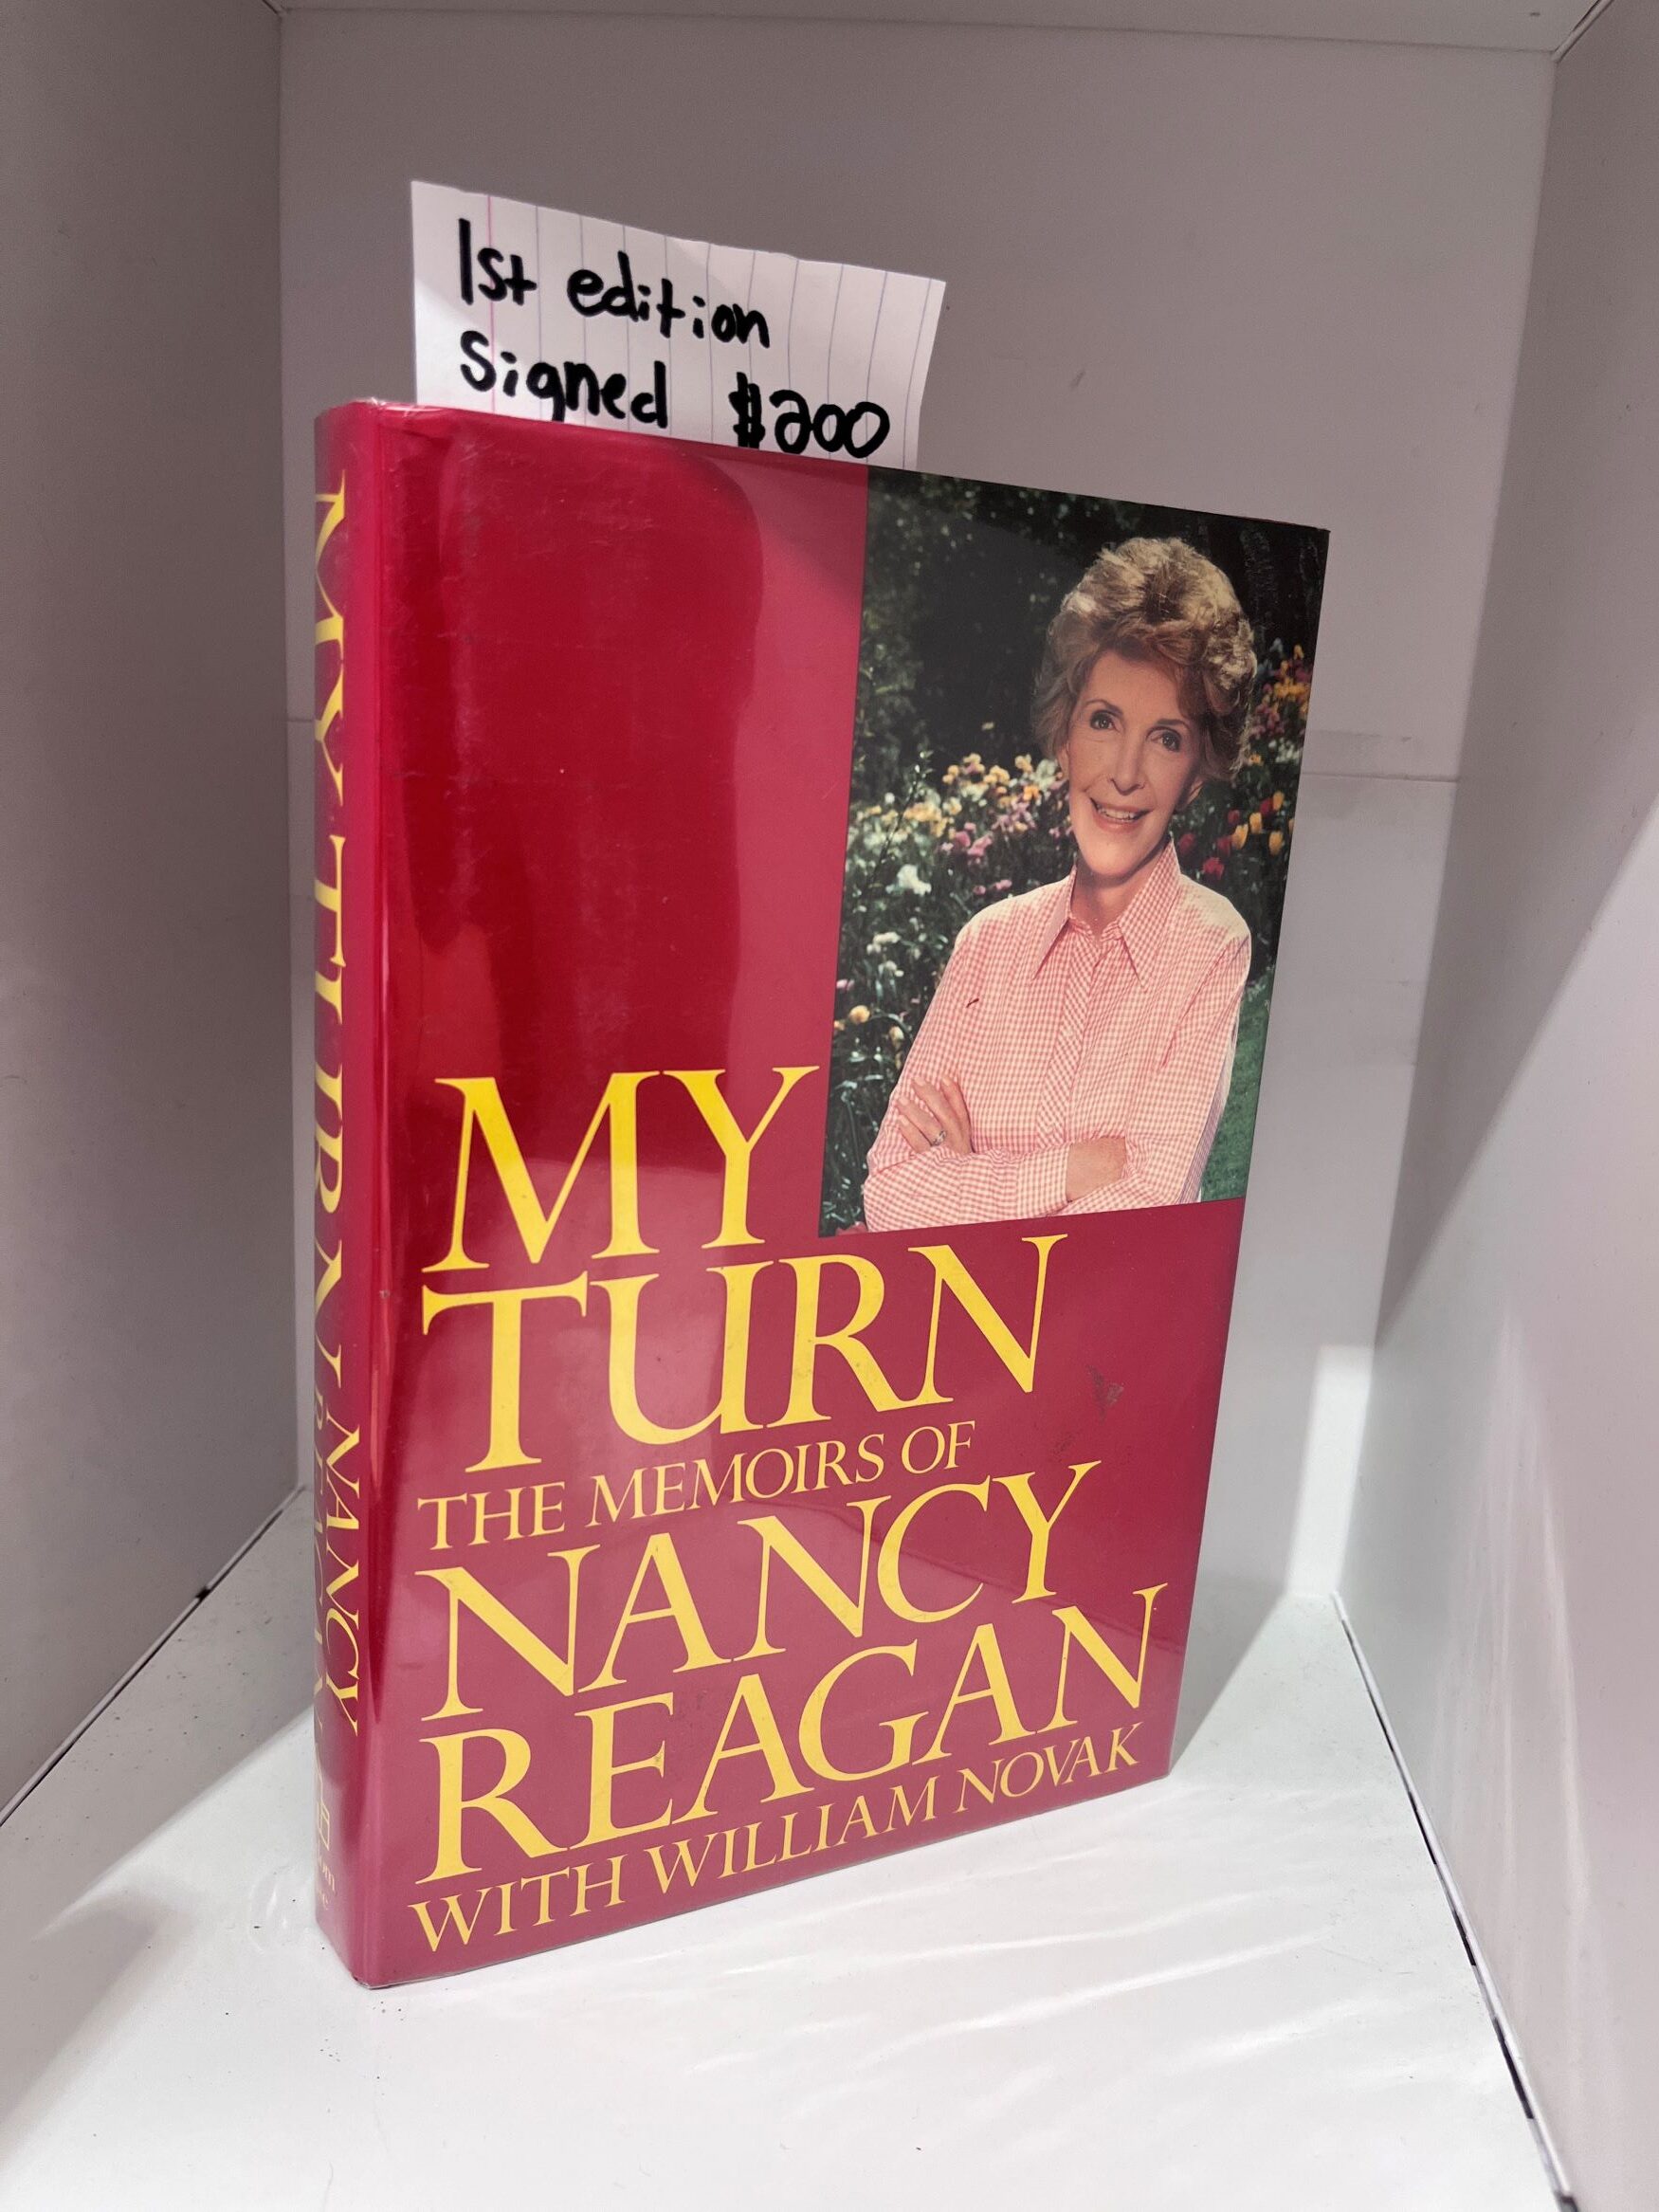 1st edition
Signed $200
MY
TURN
THE MEMOIRS OF
NANCY
REAGAN
WITH WILLIAM NOVAK
MY TURN NANCY